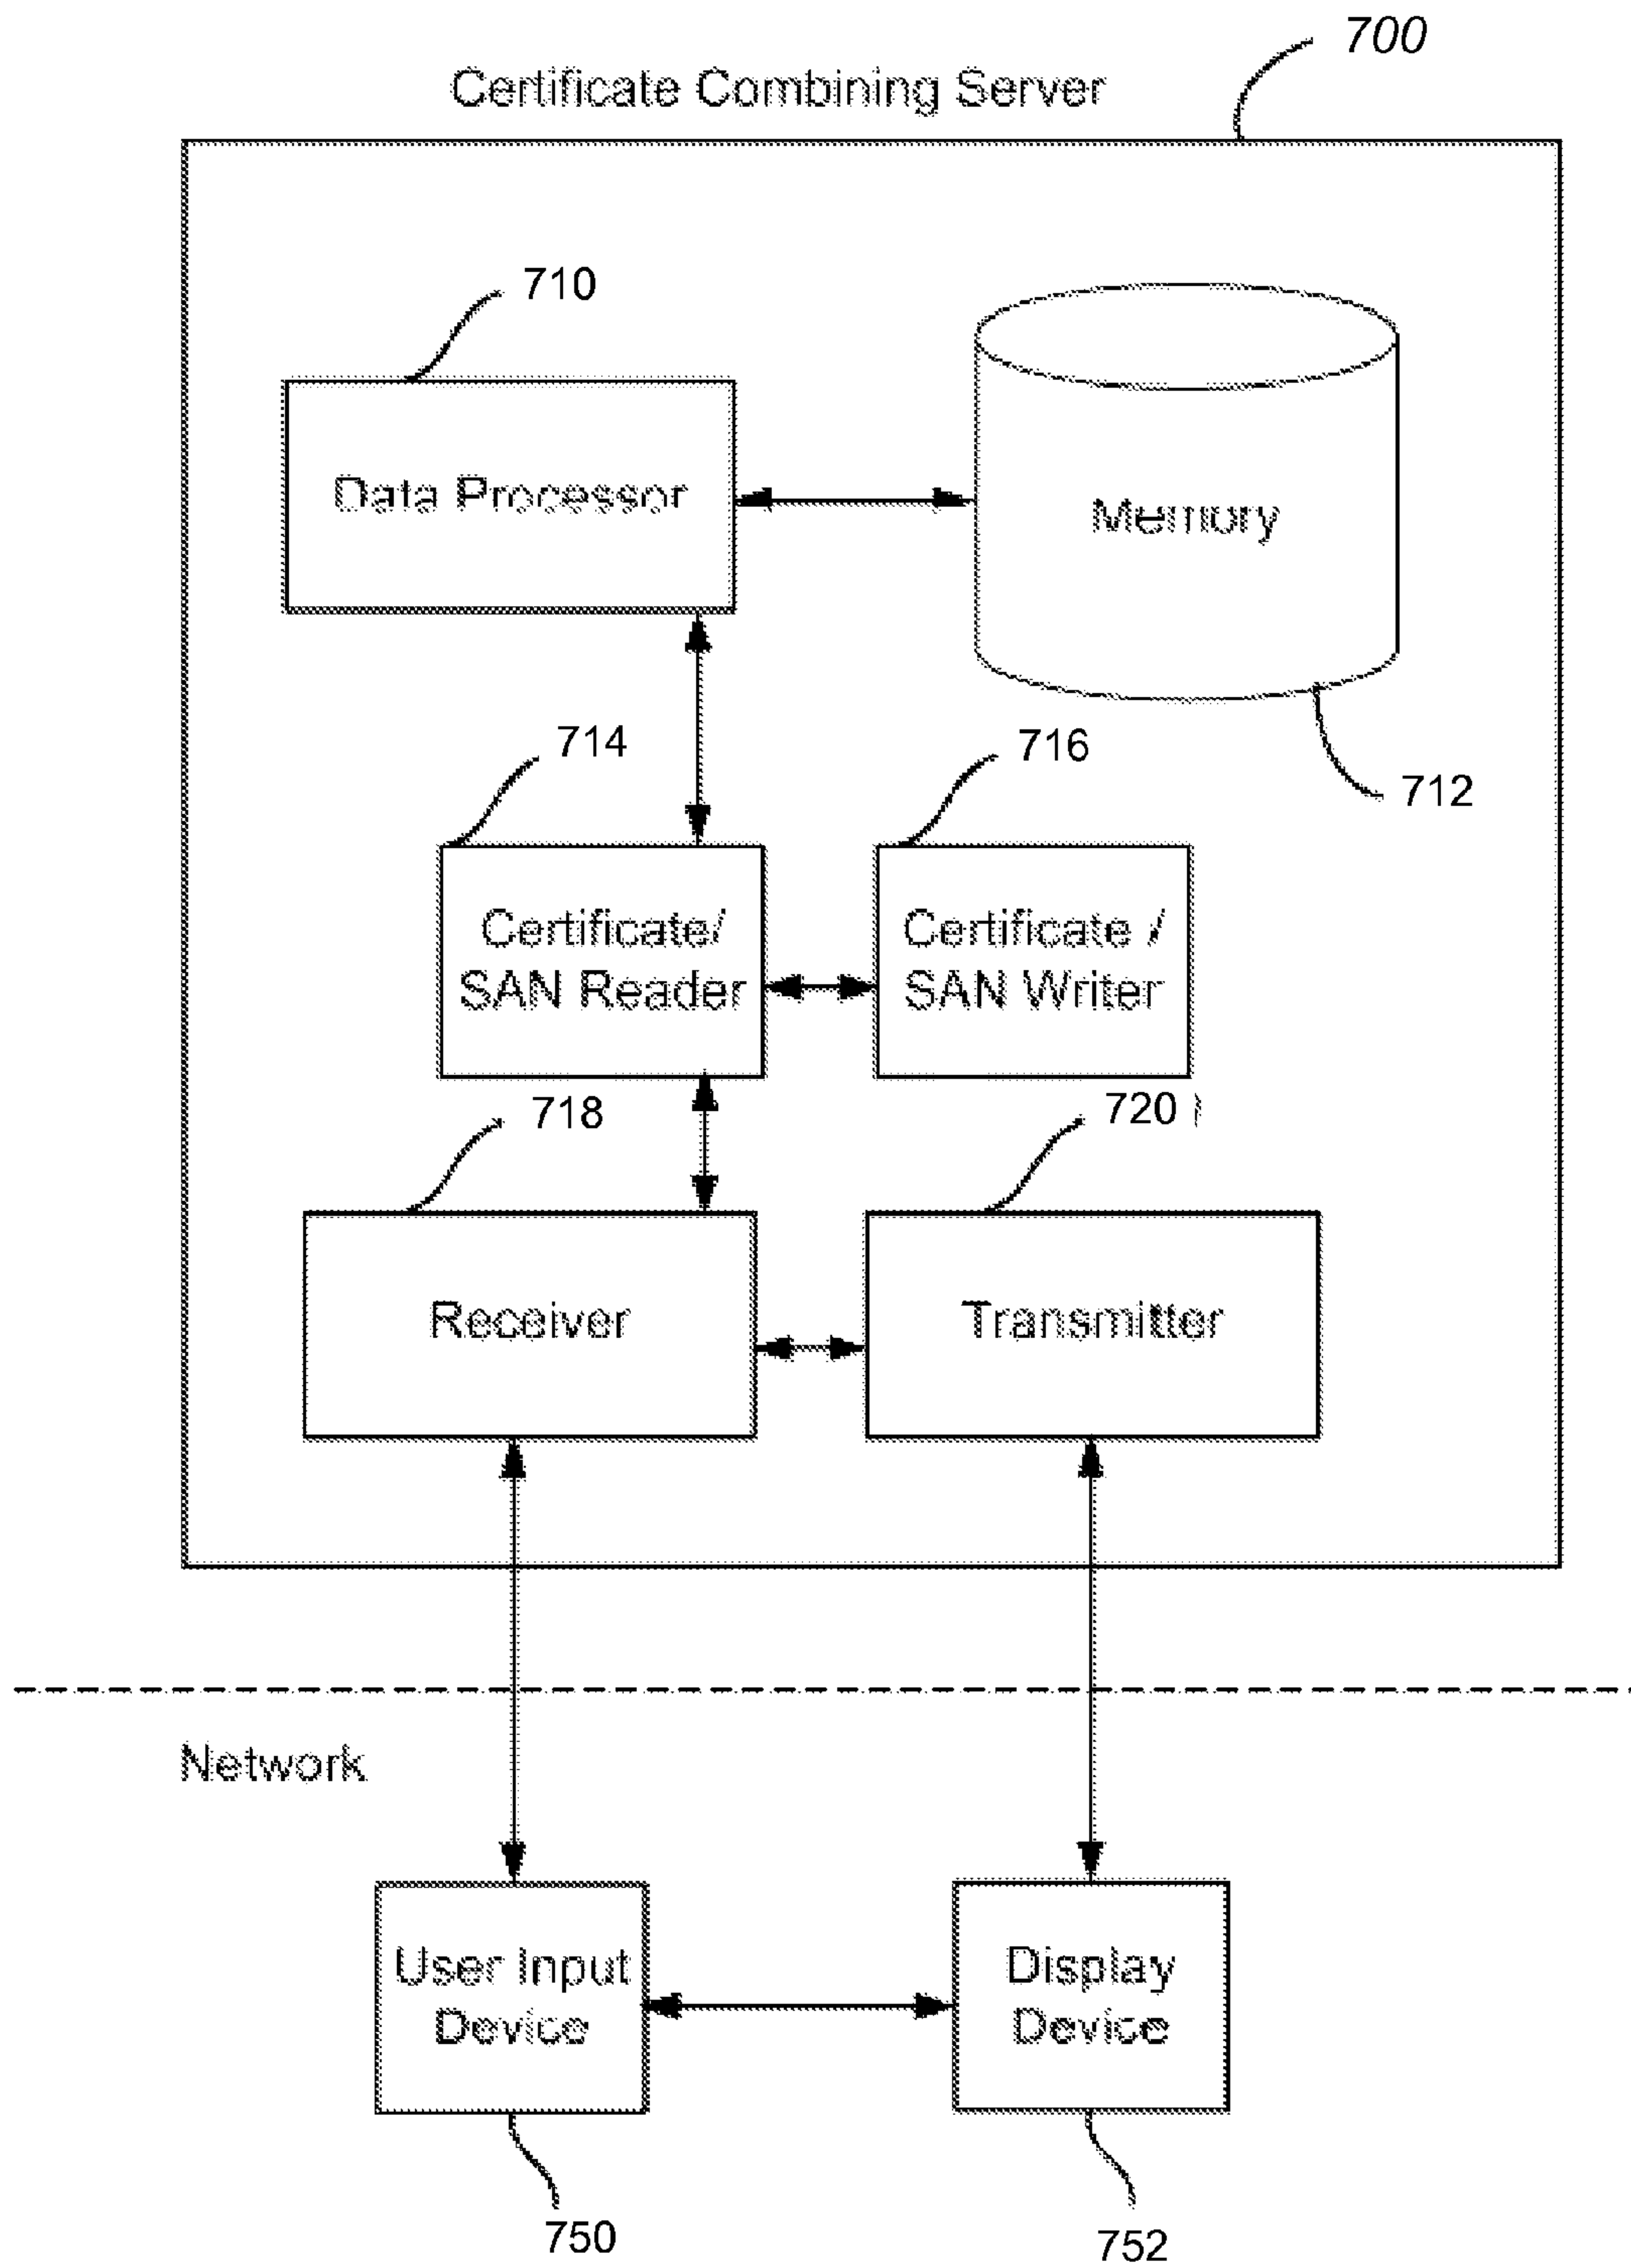 700
Certificate Combining Server
710
Data Processor
Memory
714
716
712
Certificate/
SAN Reader
Certificate /
SAN Writer
718
720
Receiver
Transmitter
Network
User Input
Device
Display
Device
750
752